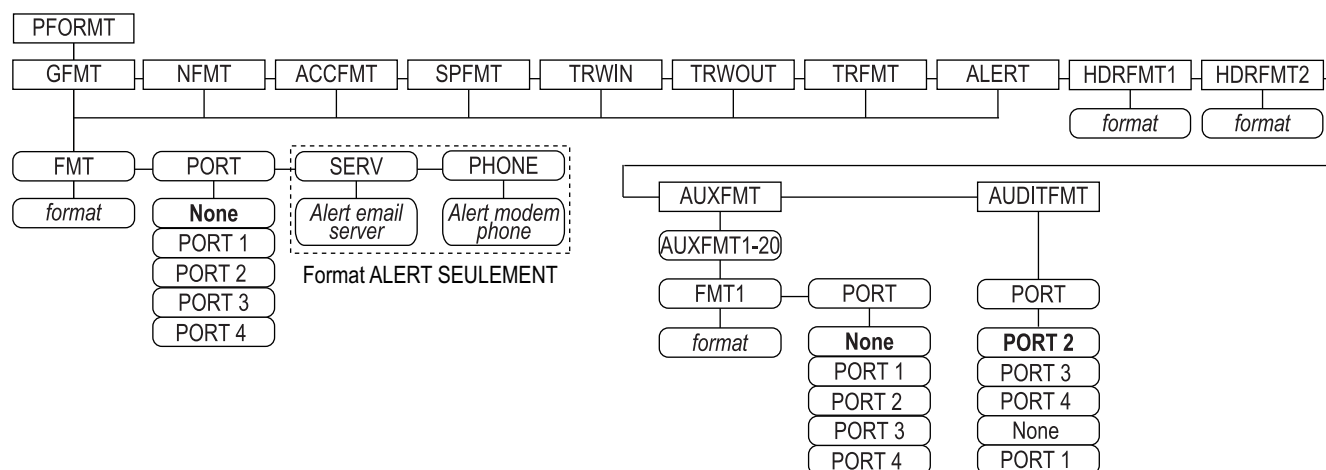 PFORMT
GFMT
NFMT
ACCFMT
SPFMT
TRWIN
TRWOUT
TRFMT
ALERT
HDRFMT1
HDRFMT2
format
format
FMT
PORT
SERV
PHONE
format
None
PORT 1
PORT 2
PORT 3
PORT 4
Alert email
server
Alert modem
phone
Format ALERT SEULEMENT
AUXFMT
AUDITFMT
AUXFMT1-20
FMT1
PORT
PORT
format
None
PORT 1
PORT 2
PORT 3
PORT 4
PORT 2
PORT 3
PORT 4
None
PORT 1